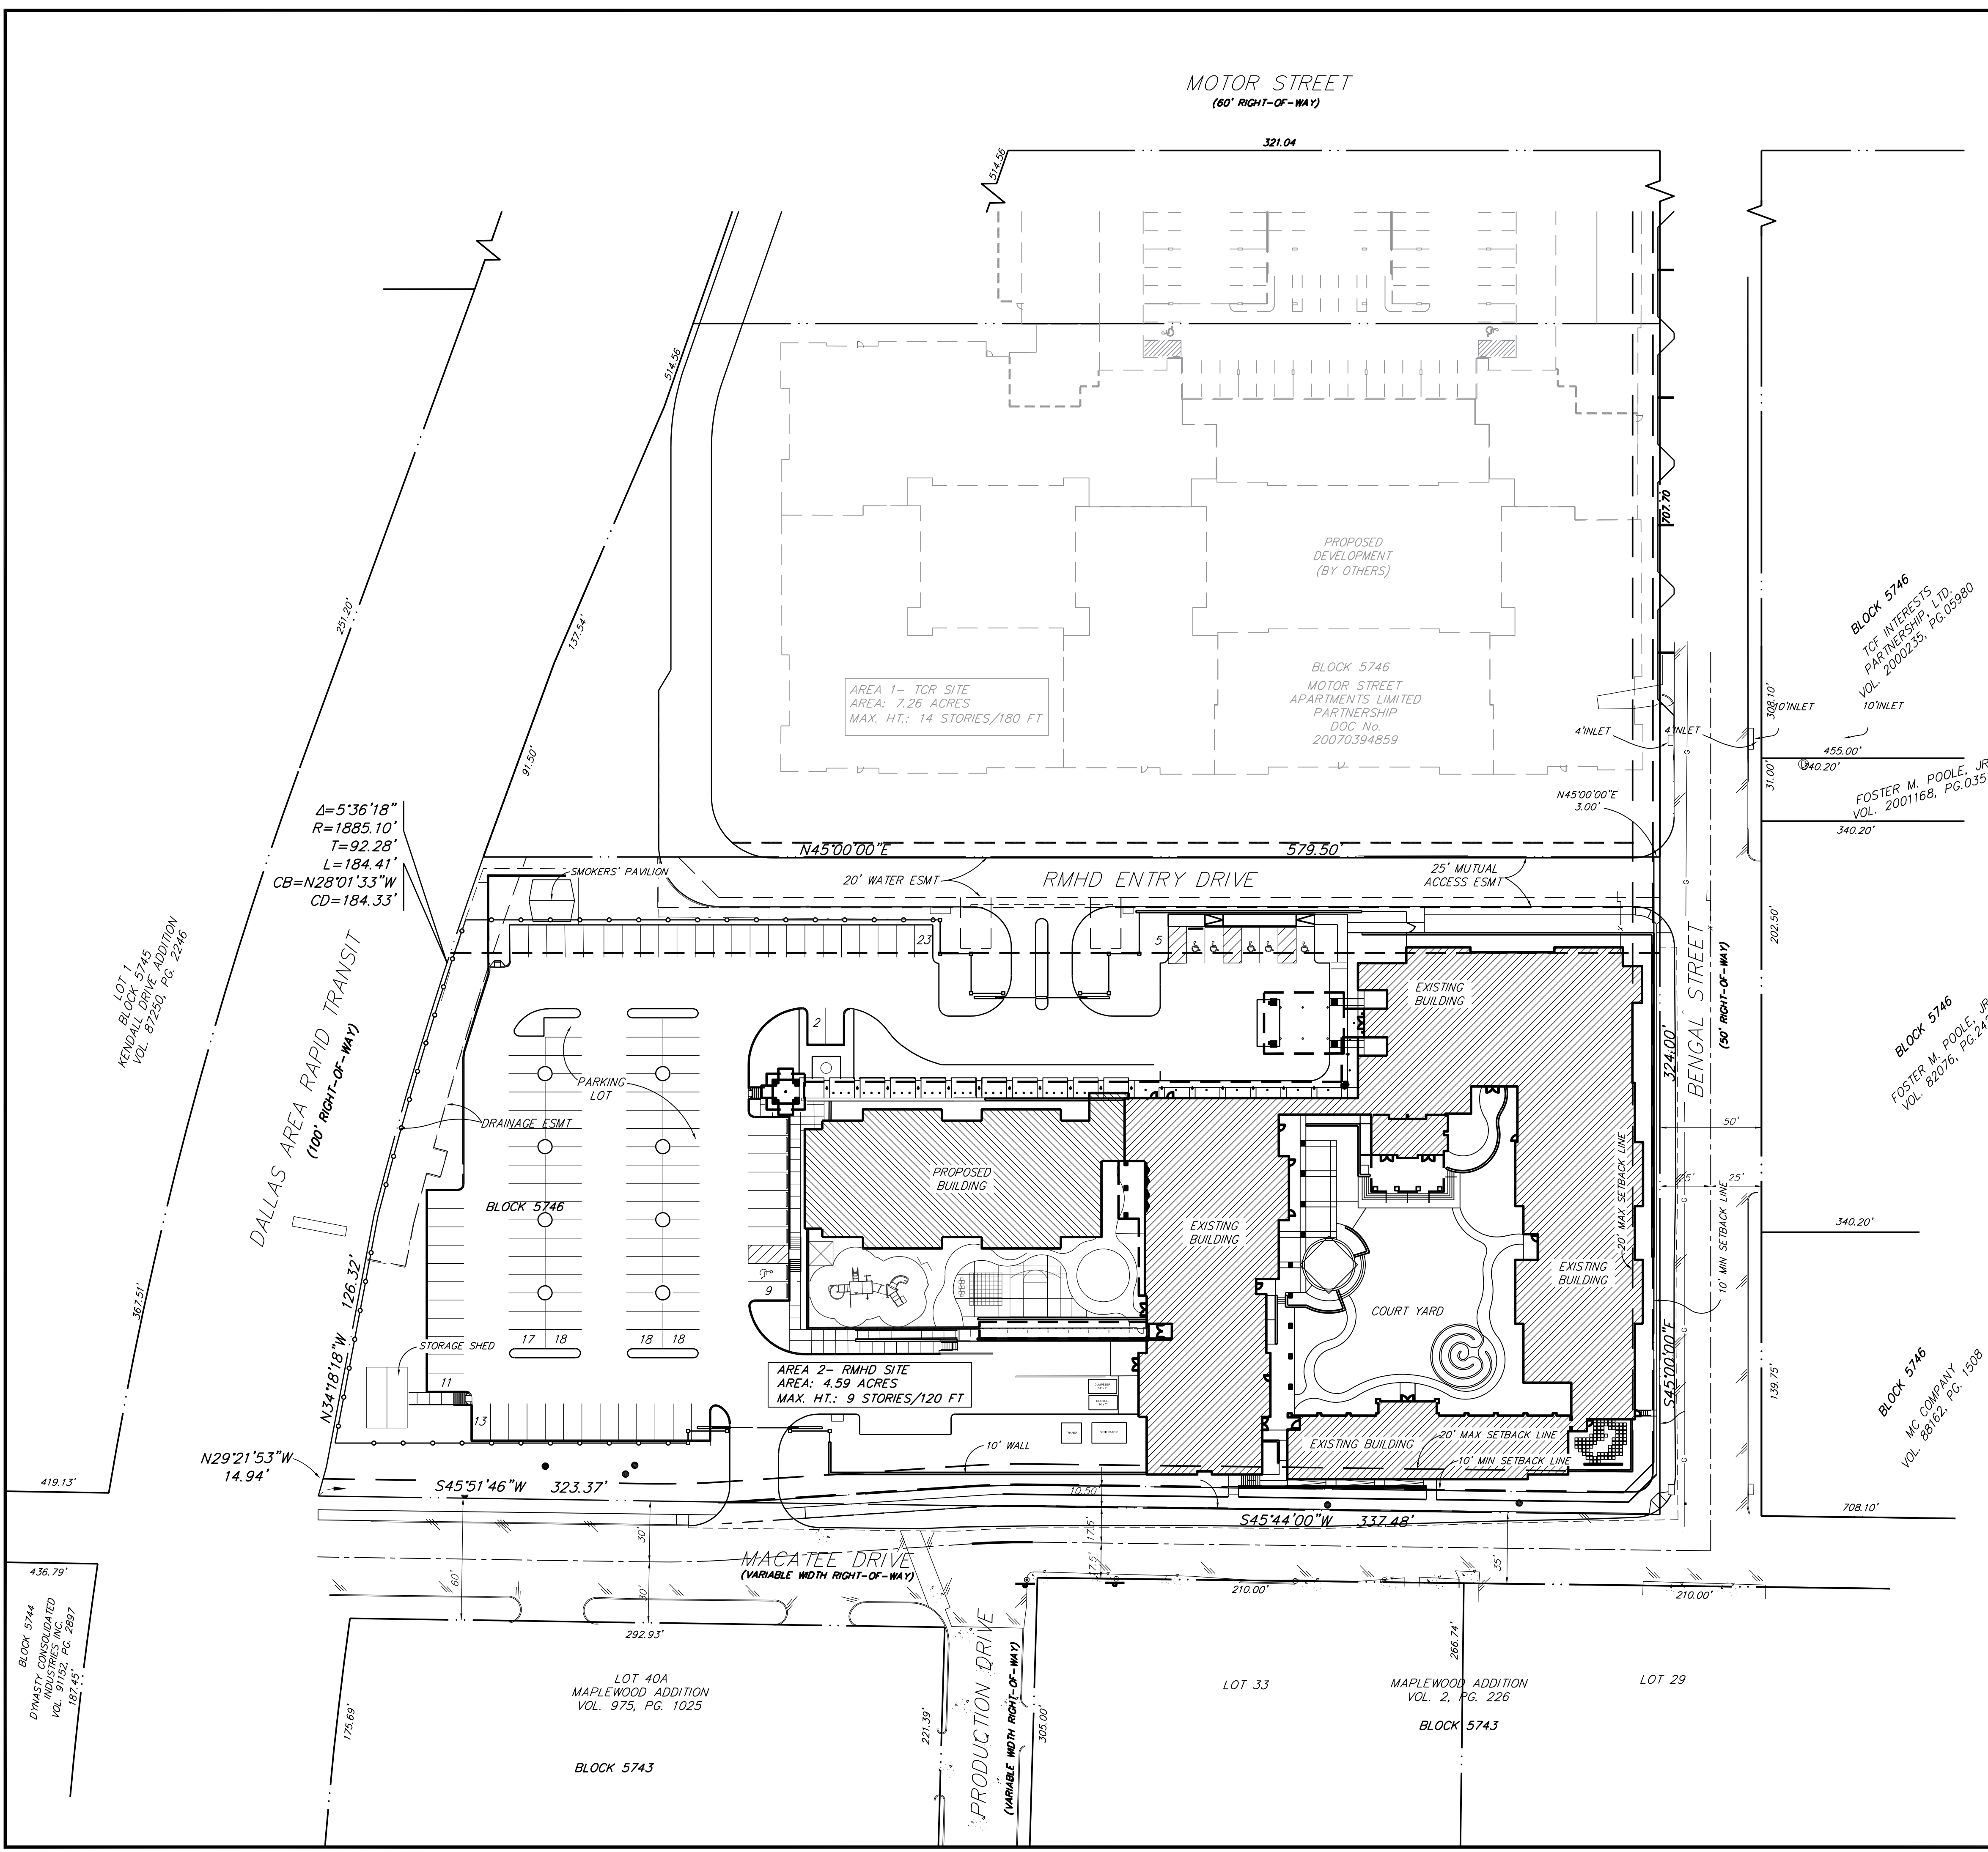 MOTOR STREET
(60' RIGHT-OF-WAY)
321.04
514.56
514.56
137.54'
91.50'
251.20'
367.51'
707.70
PROPOSED
DEVELOPMENT
(BY OTHERS)
BLOCK 5746
MOTOR STREET
APARTMENTS LIMITED
PARTNERSHIP
DOC No.
20070394859
AREA 1- TCR SITE
AREA: 7.26 ACRES
MAX. HT.: 14 STORIES/180 FT
BLOCK 5746
TCF INTERESTS
PARTNERSHIP, LTD.
VOL. 2000235, PG.05980
308.10'
10'INLET
10'INLET
4'INLET
4'INLET
455.00'
340.20'
31.00'
FOSTER M. POOLE, JR
VOL. 2001168, PG.035
340.20'
N45°00'00"E
3.00'
Δ=5°36'18"
R=1885.10'
T=92.28'
L=184.41'
CB=N28°01'33"W
CD=184.33'
N45°00'00"E
579.50'
SMOKERS' PAVILION
20' WATER ESMT
RMHD ENTRY DRIVE
25' MUTUAL
ACCESS ESMT
LOT 1
BLOCK 5745
KENDALL DRIVE ADDITION
VOL. 87250, PG. 2246
DALLAS AREA RAPID TRANSIT
(100' RIGHT-OF-WAY)
23
5
2
EXISTING
BUILDING
BENGAL STREET
(50' RIGHT-OF-WAY)
202.50'
324.00'
BLOCK 5746
FOSTER M. POOLE, JR
VOL. 82076, PG.24
PARKING
LOT
DRAINAGE ESMT
BLOCK 5746
PROPOSED
BUILDING
EXISTING
BUILDING
50'
25'
25'
20' MAX SETBACK LINE
10' MIN SETBACK LINE
340.20'
EXISTING
BUILDING
COURT YARD
126.32'
N34°18'18"W
9
17
18
18
18
STORAGE SHED
11
13
AREA 2- RMHD SITE
AREA: 4.59 ACRES
MAX. HT.: 9 STORIES/120 FT
S45°00'00"E
139.75'
BLOCK 5746
MC COMPANY
VOL. 88162, PG. 1508
10' WALL
EXISTING BUILDING
20' MAX SETBACK LINE
10' MIN SETBACK LINE
N29°21'53"W
14.94'
419.13'
S45°51'46"W
323.37'
10.50'
S45°44'00"W
337.48'
708.10'
30'
30'
60'
17.5'
17.5'
35'
MACATEE DRIVE
(VARIABLE WIDTH RIGHT-OF-WAY)
436.79'
BLOCK 5744
DYNASTY CONSOLIDATED
INDUSTRIES INC.
VOL. 91152, PG. 2897
187.45'
292.93'
210.00'
210.00'
175.69'
LOT 40A
MAPLEWOOD ADDITION
VOL. 975, PG. 1025
BLOCK 5743
221.39'
PRODUCTION DRIVE
(VARIABLE WIDTH RIGHT-OF-WAY)
305.00'
LOT 33
266.74'
MAPLEWOOD ADDITION
VOL. 2, PG. 226
BLOCK 5743
LOT 29